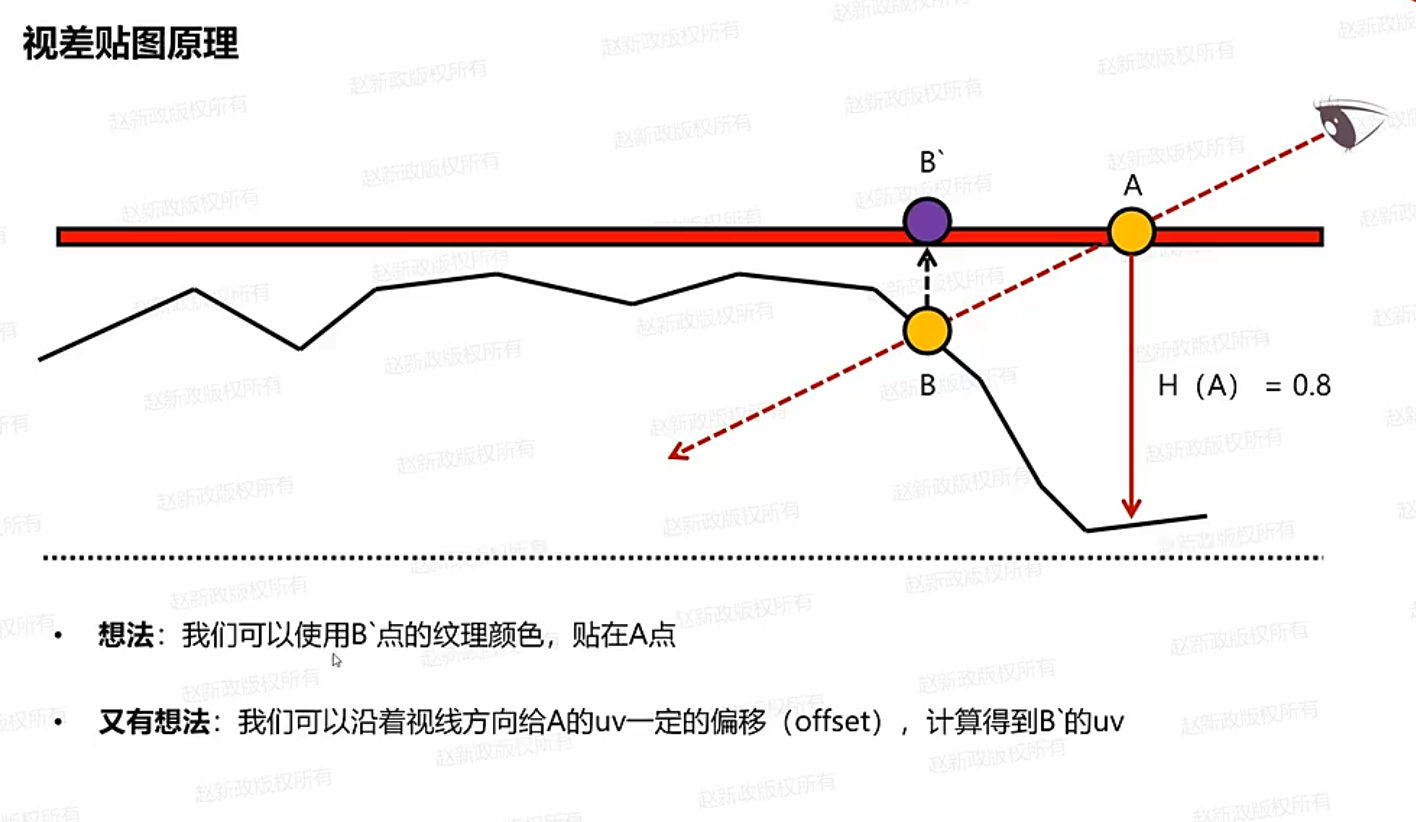 视差贴图原理
B`
A
B
H（A） = 0.8
• 想法：我们可以使用B`点的纹理颜色，贴在A点
• 又有想法：我们可以沿着视线方向给A的uv一定的偏移（offset），计算得到B`的uv
赵新政版权所有